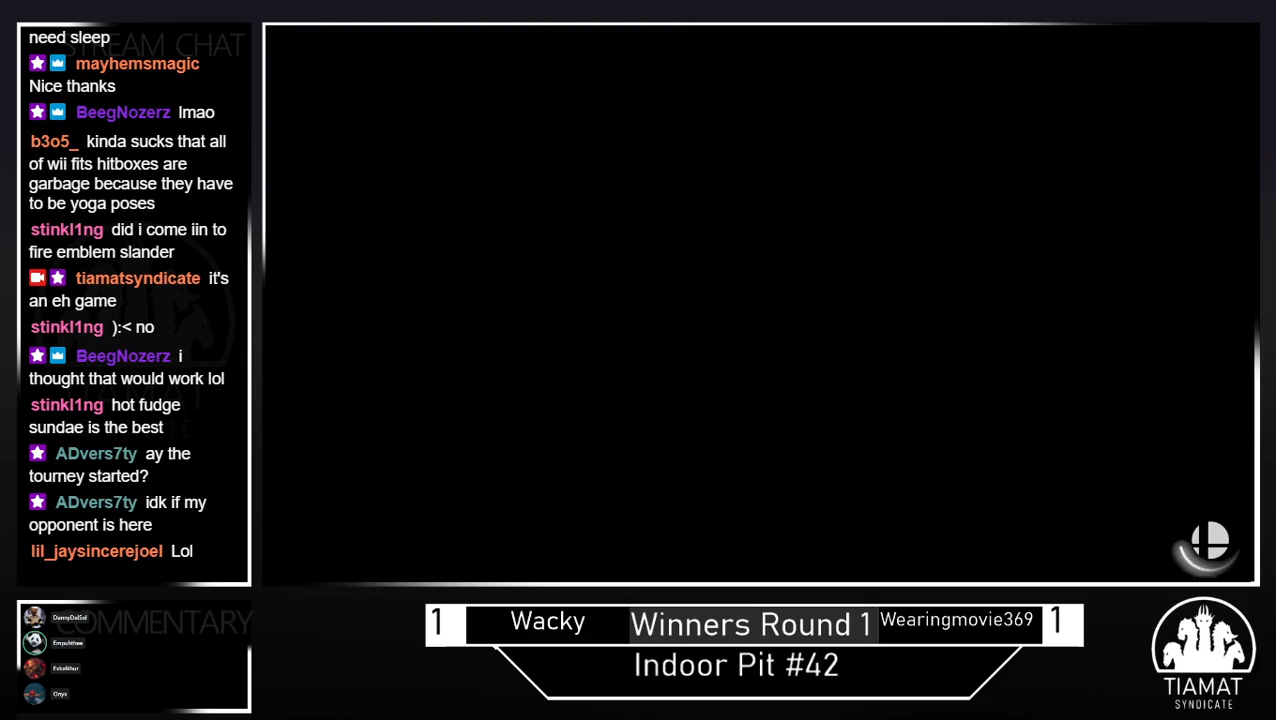 STREAM CHAT
need sleep
mayhemsmagic
Nice thanks
BeegNozerz lmao
b3o5_ kinda sucks that all
of wii fits hitboxes are
garbage because they have
to be yoga poses
stinkl1ng did i come iin to
fire emblem slander
tiamatsyndicate it's
an eh game
stinkl1ng ):< no
BeegNozerz i
thought that would work lol
stinkl1ng hot fudge
sundae is the best
ADvers7ty ay the
tourney started?
ADvers7ty idk if my
opponent is here
lil_jaysincerejoel Lol
COMMENTARY
DannyDelSol
Empulthee
Exkalibur
Onyx
1 Wacky Winners Round 1 Wearingmovie369 1
Indoor Pit #42
TIAMAT
SYNDICATE